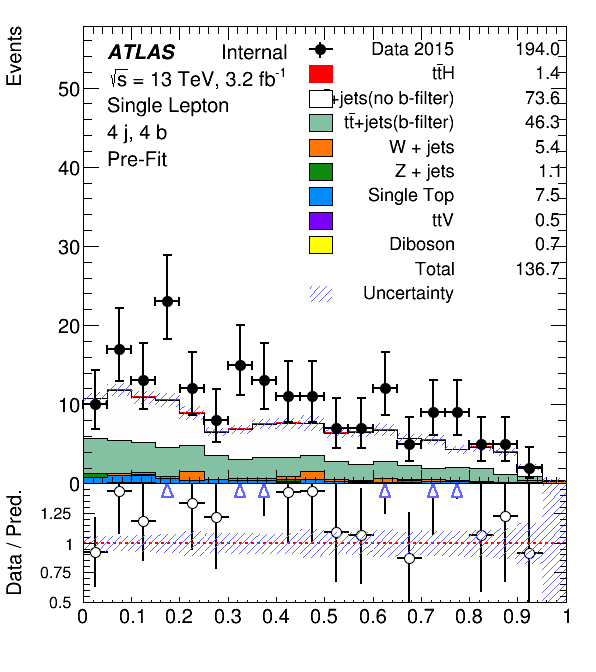 Events
ATLAS Internal
√s = 13 TeV, 3.2 fb-1
Single Lepton
4 j, 4 b
Pre-Fit
Data 2015 194.0
tt̄H 1.4
+jets(no b-filter) 73.6
tt̄+jets(b-filter) 46.3
W + jets 5.4
Z + jets 1.1
Single Top 7.5
ttV 0.5
Diboson 0.7
Total 136.7
Uncertainty
50
40
30
20
10
0
Data / Pred.
1.25
1
0.75
0.5
0 0.1 0.2 0.3 0.4 0.5 0.6 0.7 0.8 0.9 1